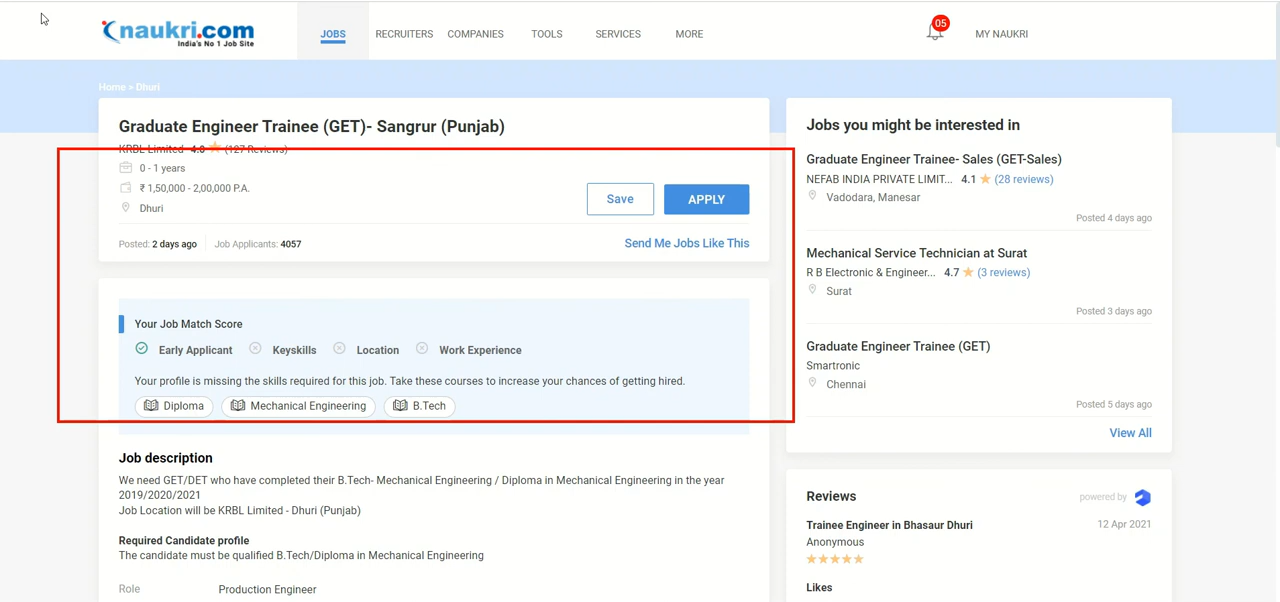 naukri.com
India's No 1 Job Site
JOBS
RECRUITERS
COMPANIES
TOOLS
SERVICES
MORE
05
MY NAUKRI
Home > Dhuri
Graduate Engineer Trainee (GET)- Sangrur (Punjab)
KRBL Limited 4.0 (127 Reviews)
0 - 1 years
₹ 1,50,000 - 2,00,000 P.A.
Dhuri
Save
APPLY
Posted: 2 days ago
Job Applicants: 4057
Send Me Jobs Like This
Your Job Match Score
Early Applicant
Keyskills
Location
Work Experience
Your profile is missing the skills required for this job. Take these courses to increase your chances of getting hired.
Diploma
Mechanical Engineering
B.Tech
Job description
We need GET/DET who have completed their B.Tech- Mechanical Engineering / Diploma in Mechanical Engineering in the year
2019/2020/2021
Job Location will be KRBL Limited - Dhuri (Punjab)
Required Candidate profile
The candidate must be qualified B.Tech/Diploma in Mechanical Engineering
Role
Production Engineer
Jobs you might be interested in
Graduate Engineer Trainee- Sales (GET-Sales)
NEFAB INDIA PRIVATE LIMIT... 4.1 (28 reviews)
Vadodara, Manesar
Posted 4 days ago
Mechanical Service Technician at Surat
R B Electronic & Engineer... 4.7 (3 reviews)
Surat
Posted 3 days ago
Graduate Engineer Trainee (GET)
Smartronic
Chennai
Posted 5 days ago
View All
Reviews
powered by
Trainee Engineer in Bhasaur Dhuri
12 Apr 2021
Anonymous
Likes